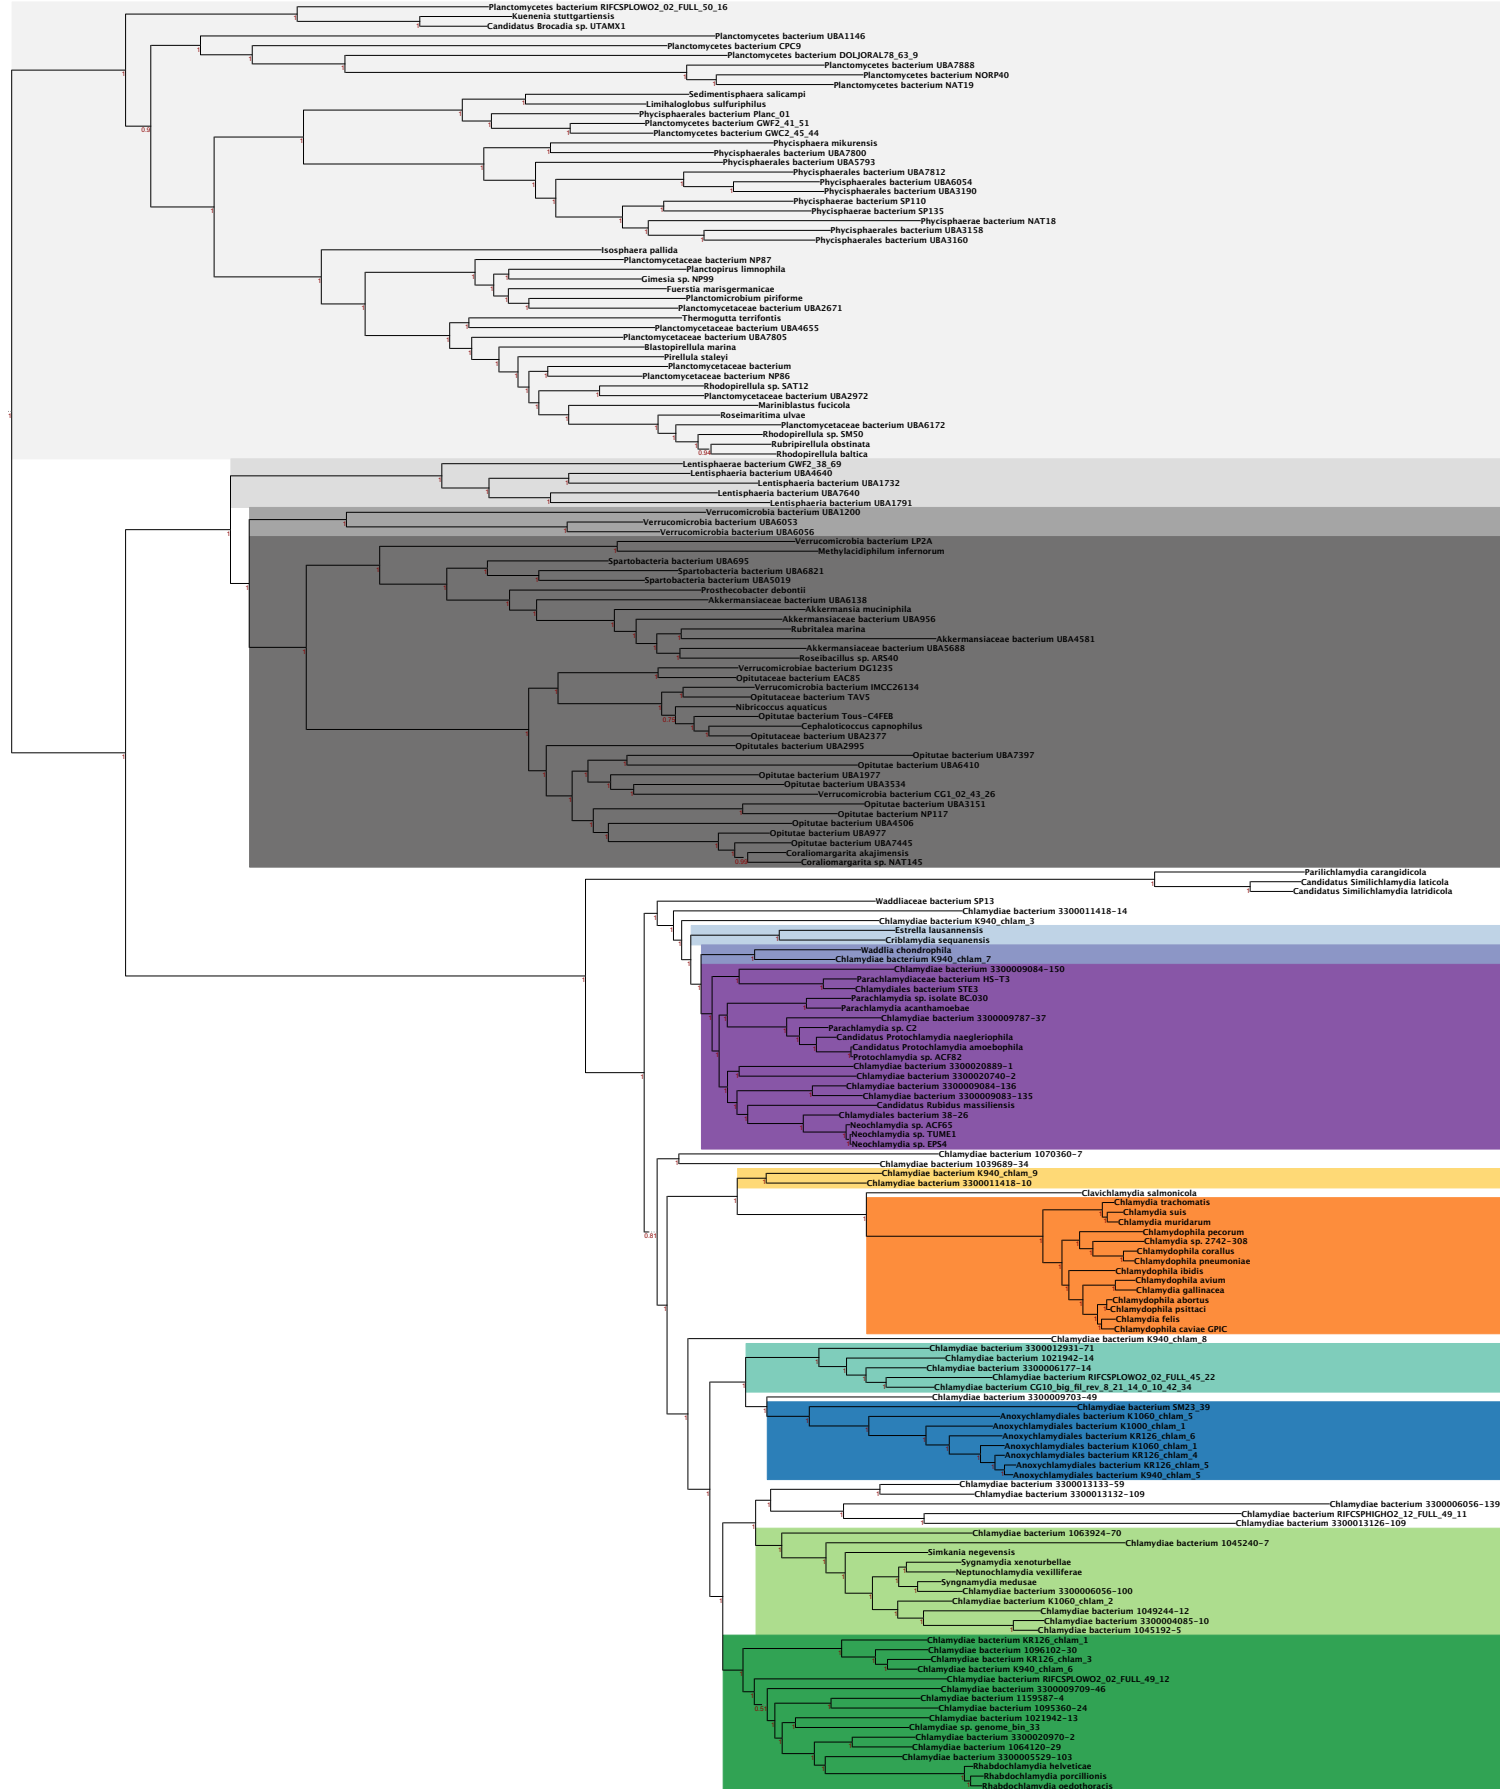 Planctomycetes bacterium RIFCSPLOWO2_02_FULL_50_16
Kuenenia stuttgartiensis
Candidatus Brocadia sp. UTAMX1
Planctomycetes bacterium UBA1146
Planctomycetes bacterium CPC9
Planctomycetes bacterium DOLJORAL78_63_9
Planctomycetes bacterium UBA7888
Planctomycetes bacterium NORP40
Planctomycetes bacterium NAT19
Sedimentisphaera salicampi
Limihaloglobus sulfuriphilus
Phycisphaerales bacterium Planc_01
Planctomycetes bacterium GWF2_41_51
Planctomycetes bacterium GWC2_45_44
Phycisphaera mikurensis
Phycisphaerales bacterium UBA7800
Phycisphaerales bacterium UBA5793
Phycisphaerales bacterium UBA7812
Phycisphaerales bacterium UBA6054
Phycisphaerales bacterium UBA3190
Phycisphaerae bacterium SP110
Phycisphaerae bacterium SP135
Phycisphaerae bacterium NAT18
Phycisphaerales bacterium UBA3158
Phycisphaerales bacterium UBA3160
Isosphaera pallida
Planctomycetaceae bacterium NP87
Planctopirus limnophila
Gimesia sp. NP99
Fuerstia marisgermanicae
Planctomicrobium piriforme
Planctomycetaceae bacterium UBA2671
Thermogutta terrifontis
Planctomycetaceae bacterium UBA4655
Planctomycetaceae bacterium UBA7805
Blastopirellula marina
Pirellula staleyi
Planctomycetaceae bacterium
Planctomycetaceae bacterium NP86
Rhodopirellula sp. SAT12
Planctomycetaceae bacterium UBA2972
Mariniblastus fucicola
Roseimaritima ulvae
Planctomycetaceae bacterium UBA6172
Rhodopirellula sp. SM50
Rubripirellula obstinata
Rhodopirellula baltica
Lentisphaerae bacterium GWF2_38_69
Lentisphaeria bacterium UBA4640
Lentisphaeria bacterium UBA1732
Lentisphaeria bacterium UBA7640
Lentisphaeria bacterium UBA1791
Verrucomicrobia bacterium UBA1200
Verrucomicrobia bacterium UBA6053
Verrucomicrobia bacterium UBA6056
Verrucomicrobia bacterium LP2A
Methylacidiphilum infernorum
Spartobacteria bacterium UBA695
Spartobacteria bacterium UBA6821
Spartobacteria bacterium UBA5019
Prosthecobacter debontii
Akkermansiaceae bacterium UBA6138
Akkermansia muciniphila
Akkermansiaceae bacterium UBA956
Rubritalea marina
Akkermansiaceae bacterium UBA4581
Akkermansiaceae bacterium UBA5688
Roseibacillus sp. ARS40
Verrucomicrobiae bacterium DG1235
Opitutaceae bacterium EAC85
Verrucomicrobia bacterium IMCC26134
Opitutaceae bacterium TAV5
Nibricoccus aquaticus
Opitutae bacterium Tous-C4FEB
Cephaloticoccus capnophilus
Opitutaceae bacterium UBA2377
Opitutales bacterium UBA2995
Opitutae bacterium UBA7397
Opitutae bacterium UBA6410
Opitutae bacterium UBA1977
Opitutae bacterium UBA3534
Verrucomicrobia bacterium CG1_02_43_26
Opitutae bacterium UBA3151
Opitutae bacterium NP117
Opitutae bacterium UBA4506
Opitutae bacterium UBA977
Opitutae bacterium UBA7445
Coraliomargarita akajimensis
Coraliomargarita sp. NAT145
Parilichlamydia carangidicola
Candidatus Similichlamydia laticola
Candidatus Similichlamydia latridicola
Waddliaceae bacterium SP13
Chlamydiae bacterium 3300011418-14
Chlamydiae bacterium K940_chlam_3
Estrella lausannensis
Criblamydia sequanensis
Waddlia chondrophila
Chlamydiae bacterium K940_chlam_7
Chlamydiae bacterium 3300009084-150
Parachlamydiaceae bacterium HS-T3
Chlamydiales bacterium STE3
Parachlamydia sp. isolate BC.030
Parachlamydia acanthamoebae
Chlamydiae bacterium 3300009787-37
Parachlamydia sp. C2
Candidatus Protochlamydia naegleriophila
Candidatus Protochlamydia amoebophila
Protochlamydia sp. ACF82
Chlamydiae bacterium 3300020889-1
Chlamydiae bacterium 3300020740-2
Chlamydiae bacterium 3300009084-136
Chlamydiae bacterium 3300009083-135
Candidatus Rubidus massiliensis
Chlamydiales bacterium 38-26
Neochlamydia sp. ACF65
Neochlamydia sp. TUME1
Neochlamydia sp. EPS4
Chlamydiae bacterium 1070360-7
Chlamydiae bacterium 1039689-34
Chlamydiae bacterium K940_chlam_9
Chlamydiae bacterium 3300011418-10
Clavichlamydia salmonicola
Chlamydia trachomatis
Chlamydia suis
Chlamydia muridarum
Chlamydophila pecorum
Chlamydia sp. 2742-308
Chlamydophila corallus
Chlamydophila pneumoniae
Chlamydophila ibidis
Chlamydophila avium
Chlamydia gallinacea
Chlamydophila abortus
Chlamydophila psittaci
Chlamydia felis
Chlamydophila caviae GPIC
Chlamydiae bacterium K940_chlam_8
Chlamydiae bacterium 3300012931-71
Chlamydiae bacterium 1021942-14
Chlamydiae bacterium 3300006177-14
Chlamydiae bacterium RIFCSPLOWO2_02_FULL_45_22
Chlamydiae bacterium CG10_big_fil_rev_8_21_14_0_10_42_34
Chlamydiae bacterium 3300009703-49
Chlamydiae bacterium SM23_39
Anoxychlamydiales bacterium K1060_chlam_5
Anoxychlamydiales bacterium K1000_chlam_1
Anoxychlamydiales bacterium KR126_chlam_6
Anoxychlamydiales bacterium K1060_chlam_1
Anoxychlamydiales bacterium KR126_chlam_4
Anoxychlamydiales bacterium KR126_chlam_5
Anoxychlamydiales bacterium K940_chlam_5
Chlamydiae bacterium 3300013133-59
Chlamydiae bacterium 3300013132-109
Chlamydiae bacterium 3300006056-139
Chlamydiae bacterium RIFCSPHIGHO2_12_FULL_49_11
Chlamydiae bacterium 3300013126-109
Chlamydiae bacterium 1063924-70
Chlamydiae bacterium 1045240-7
Simkania negevensis
Sygnamydia xenoturbellae
Neptunochlamydia vexilliferae
Syngnamydia medusae
Chlamydiae bacterium 3300006056-100
Chlamydiae bacterium K1060_chlam_2
Chlamydiae bacterium 1049244-12
Chlamydiae bacterium 3300004085-10
Chlamydiae bacterium 1045192-5
Chlamydiae bacterium KR126_chlam_1
Chlamydiae bacterium 1096102-30
Chlamydiae bacterium KR126_chlam_3
Chlamydiae bacterium K940_chlam_6
Chlamydiae bacterium RIFCSPLOWO2_02_FULL_49_12
Chlamydiae bacterium 3300009709-46
Chlamydiae bacterium 1159587-4
Chlamydiae bacterium 1095360-24
Chlamydiae bacterium 1021942-13
Chlamydiae sp. genome_bin_33
Chlamydiae bacterium 3300020970-2
Chlamydiae bacterium 1064120-29
Chlamydiae bacterium 3300005529-103
Rhabdochlamydia helveticae
Rhabdochlamydia porcillionis
Rhabdochlamydia oedothoracis